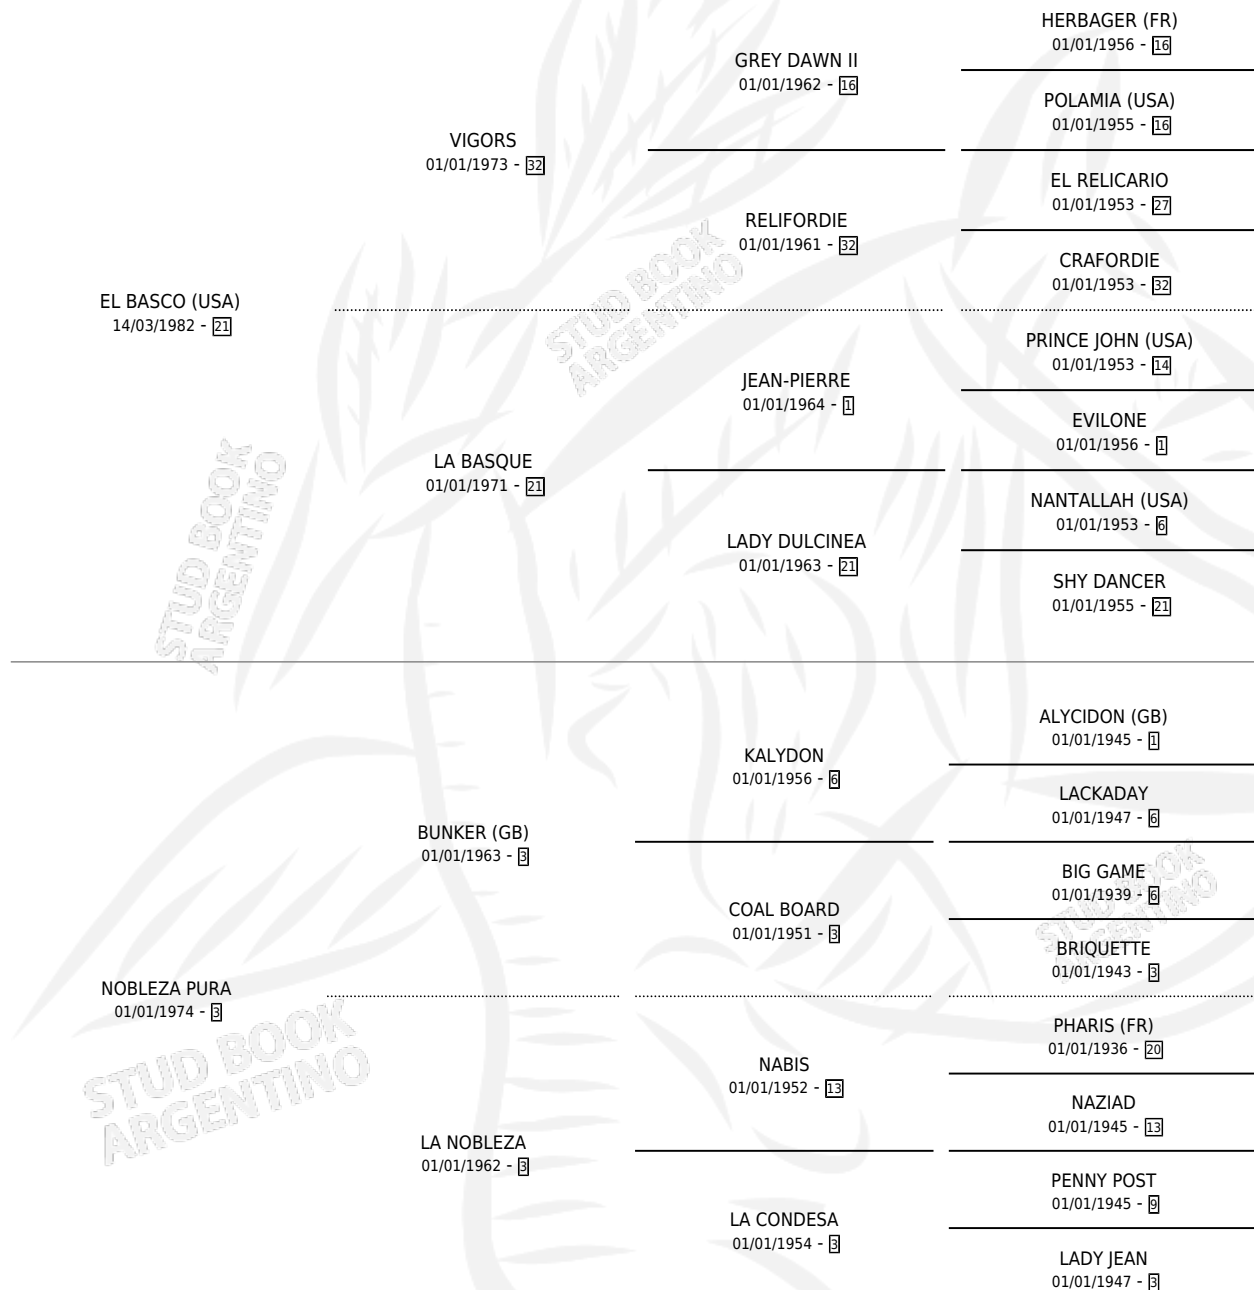 HERBAGER (FR)
01/01/1956 - 16
GREY DAWN II
01/01/1962 - 16
POLAMIA (USA)
01/01/1955 - 16
VIGORS
01/01/1973 - 32
EL RELICARIO
01/01/1953 - 27
RELIFORDIE
01/01/1961 - 32
CRAFORDIE
01/01/1953 - 32
EL BASCO (USA)
14/03/1982 - 21
PRINCE JOHN (USA)
01/01/1953 - 14
JEAN-PIERRE
01/01/1964 - 1
EVILONE
01/01/1956 - 1
LA BASQUE
01/01/1971 - 21
NANTALLAH (USA)
01/01/1953 - 6
LADY DULCINEA
01/01/1963 - 21
SHY DANCER
01/01/1955 - 21
ALYCIDON (GB)
01/01/1945 - 1
KALYDON
01/01/1956 - 6
LACKADAY
01/01/1947 - 6
BUNKER (GB)
01/01/1963 - 3
BIG GAME
01/01/1939 - 6
COAL BOARD
01/01/1951 - 3
BRIQUETTE
01/01/1943 - 3
NOBLEZA PURA
01/01/1974 - 3
PHARIS (FR)
01/01/1936 - 20
NABIS
01/01/1952 - 13
NAZIAD
01/01/1945 - 13
LA NOBLEZA
01/01/1962 - 3
PENNY POST
01/01/1945 - 9
LA CONDESA
01/01/1954 - 3
LADY JEAN
01/01/1947 - 3
STUD BOOK
ARGENTINO
STUD BOOK
ARGENTINO
STUD BOOK
ARGENTINO
STUD BOOK
ARGENTINO